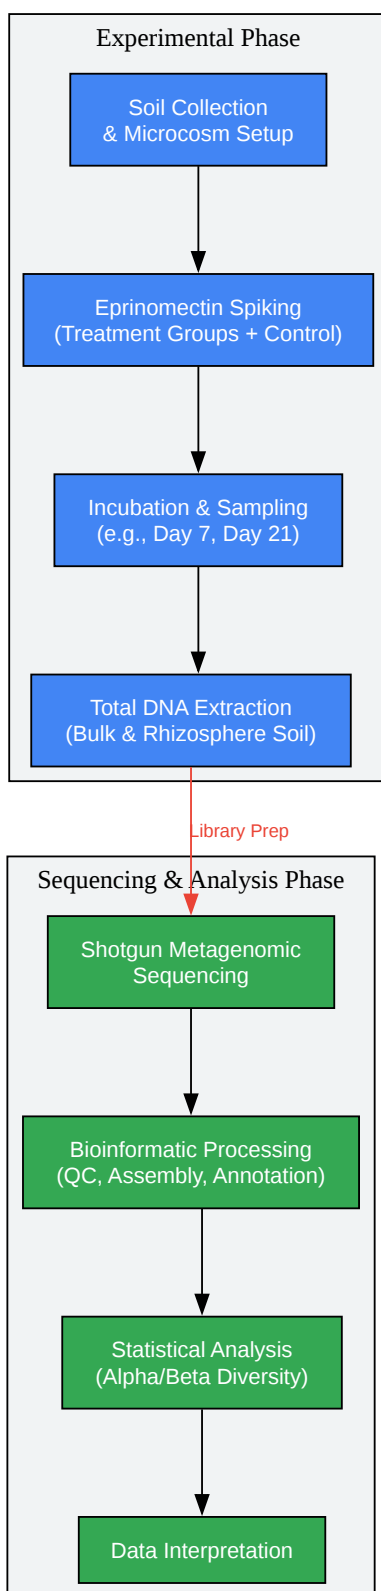 Experimental Phase
Soil Collection
& Microcosm Setup
Eprinomectin Spiking
(Treatment Groups + Control)
Incubation & Sampling
(e.g., Day 7, Day 21)
Total DNA Extraction
(Bulk & Rhizosphere Soil)
Library Prep
Sequencing & Analysis Phase
Shotgun Metagenomic
Sequencing
Bioinformatic Processing
(QC, Assembly, Annotation)
Statistical Analysis
(Alpha/Beta Diversity)
Data Interpretation